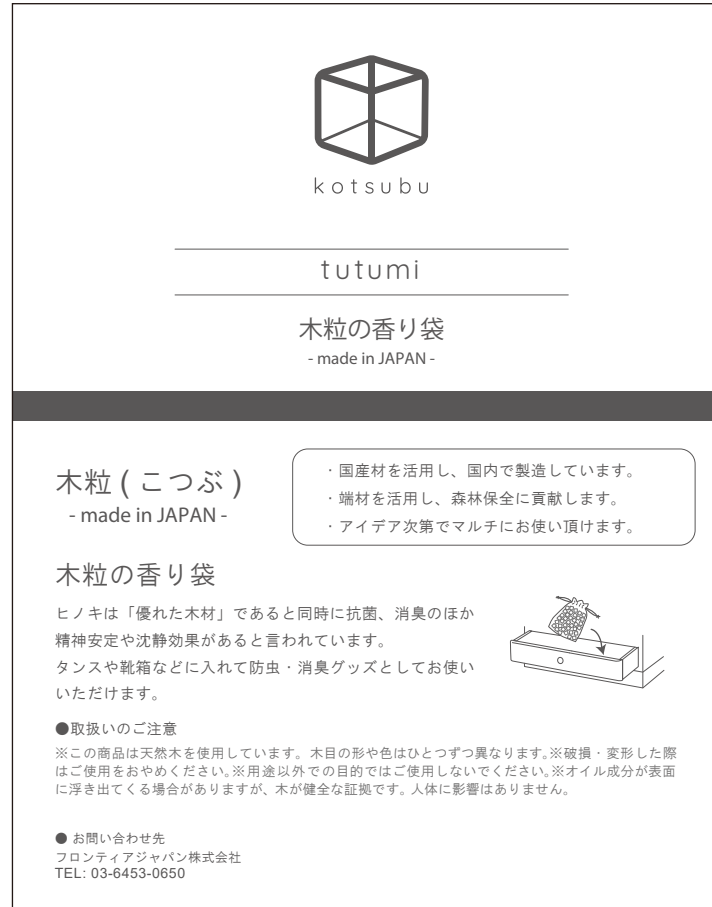 kotsubu
tutumi
木粒の香り袋
- made in JAPAN -
木粒 ( こつぶ )
- made in JAPAN -
・国産材を活用し、国内で製造しています。
・端材を活用し、森林保全に貢献します。
・アイデア次第でマルチにお使い頂けます。
木粒の香り袋
ヒノキは「優れた木材」であると同時に抗菌、消臭のほか
精神安定や沈静効果があると言われています。
タンスや靴箱などに入れて防虫・消臭グッズとしてお使い
いただけます。
●取扱いのご注意
※この商品は天然木を使用しています。木目の形や色はひとつずつ異なります。※破損・変形した際
はご使用をおやめください。※用途以外での目的ではご使用しないでください。※オイル成分が表面
に浮き出てくる場合がありますが、木が健全な証拠です。人体に影響はありません。
● お問い合わせ先
フロンティアジャパン株式会社
TEL: 03-6453-0650